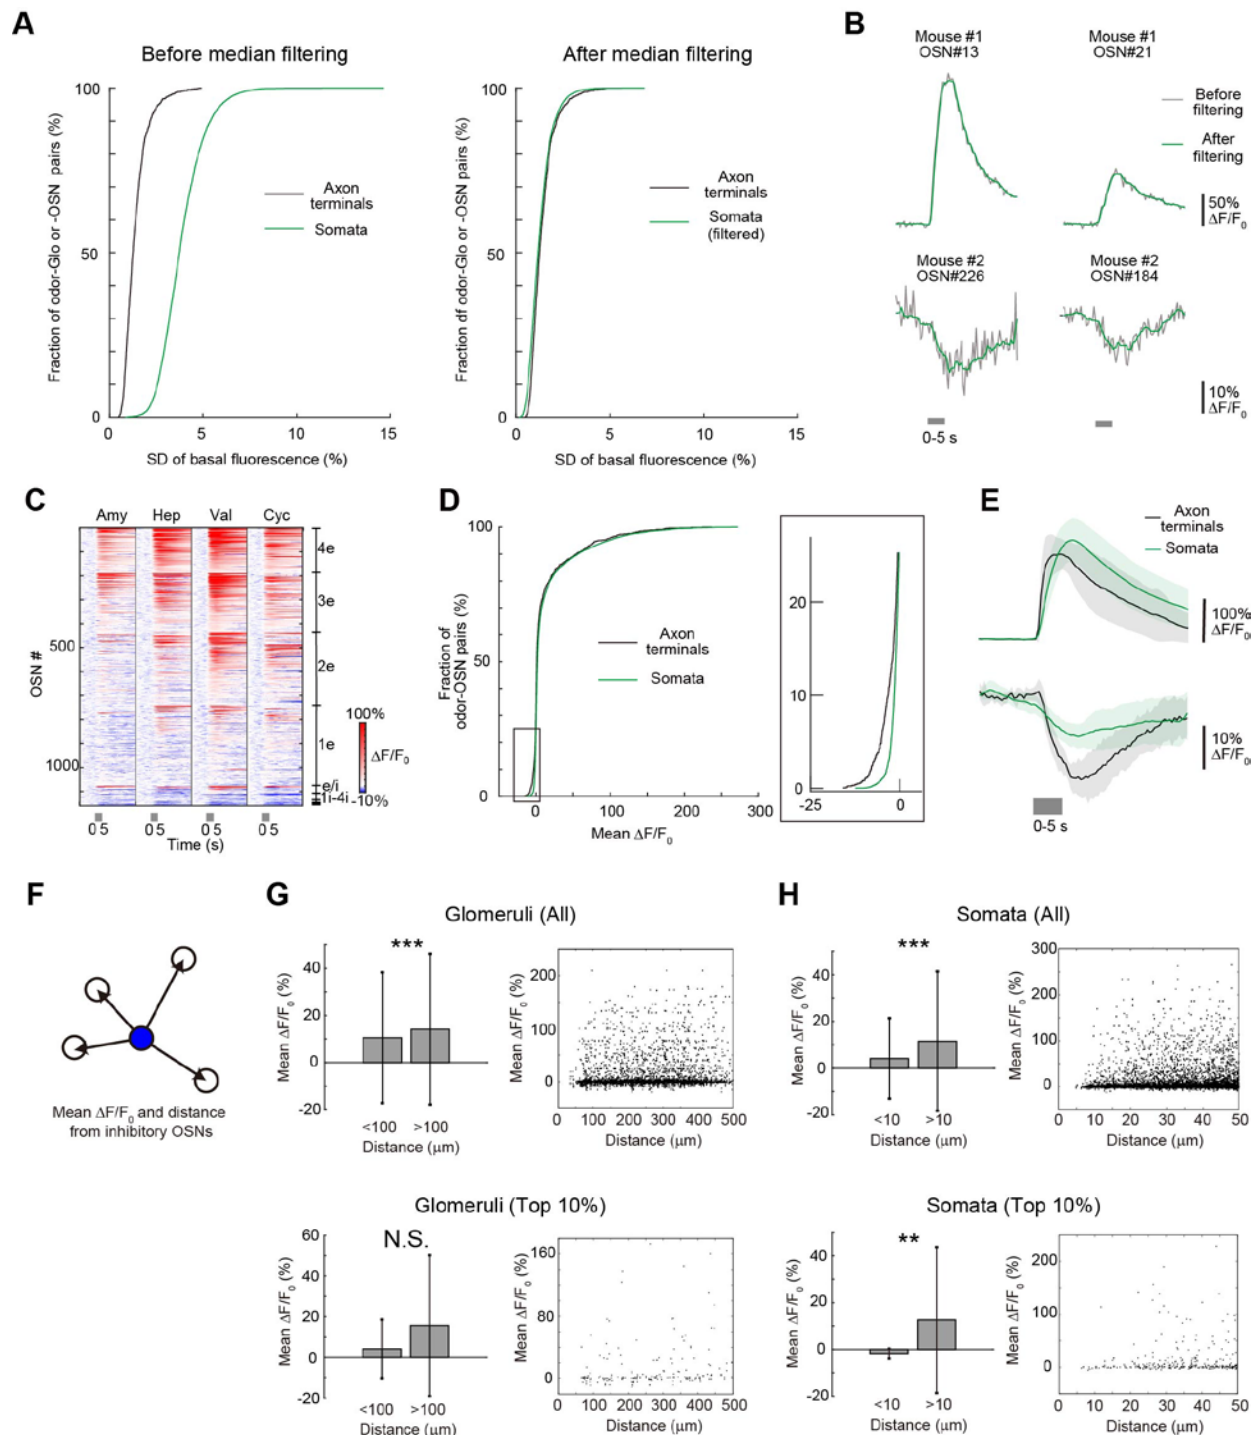 A
Before median filtering
After median filtering
Fraction of odor-Glo or -OSN pairs (%)
100
50
0
0
5
10
15
SD of basal fluorescence (%)
Axon
terminals
Somata
Fraction df odor-Glo or -OSN pairs (%)
100
50
0
0
5
10
15
SD of basal fluorescence (%)
Axon
terminals
Somata
(filtered)
B
Mouse #1
OSN#13
Mouse #1
OSN#21
Before
filtering
After
filtering
50%
ΔF/F0
Mouse #2
OSN#226
Mouse #2
OSN#184
10%
ΔF/F0
0-5 s
C
Amy Hep Val Cyc
OSN #
500
1000
4e
3e
2e
1e
e/i
1i-4i
100%
ΔF/F0
-10%
0 5 0 5 0 5 0 5
Time (s)
D
Fraction of
odor-OSN pairs (%)
100
50
0
0
100
200
300
Mean ΔF/F0
Axon
terminals
Somata
20
10
0
-25
0
E
Axon
terminals
Somata
100%
ΔF/F0
10%
ΔF/F0
0-5 s
F
Mean ΔF/F0 and distance
from inhibitory OSNs
G
Glomeruli (All)
Mean ΔF/F0 (%)
40
20
0
-20
***
<100 >100
Distance (μm)
Mean ΔF/F0 (%)
200
100
0
0 100 200 300 400 500
Distance (μm)
Glomeruli (Top 10%)
Mean ΔF/F0 (%)
60
40
20
0
-20
N.S.
<100 >100
Distance (μm)
Mean ΔF/F0 (%)
160
80
0
0 100 200 300 400 500
Distance (μm)
H
Somata (All)
Mean ΔF/F0 (%)
40
20
0
-20
***
<10 >10
Distance (μm)
Mean ΔF/F0 (%)
300
200
100
0
0 10 20 30 40 50
Distance (μm)
Somata (Top 10%)
Mean ΔF/F0 (%)
40
20
0
-20
**
<10 >10
Distance (μm)
Mean ΔF/F0 (%)
200
100
0
0 10 20 30 40 50
Distance (μm)